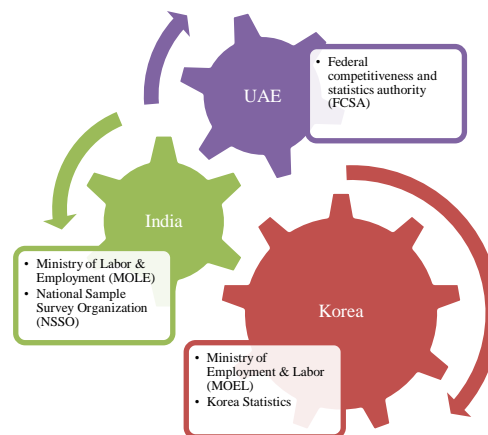 UAE
• Federal
competitiveness and
statistics authority
(FCSA)
India
• Ministry of Labor &
Employment (MOLE)
• National Sample
Survey Organization
(NSSO)
Korea
• Ministry of
Employment & Labor
(MOEL)
• Korea Statistics